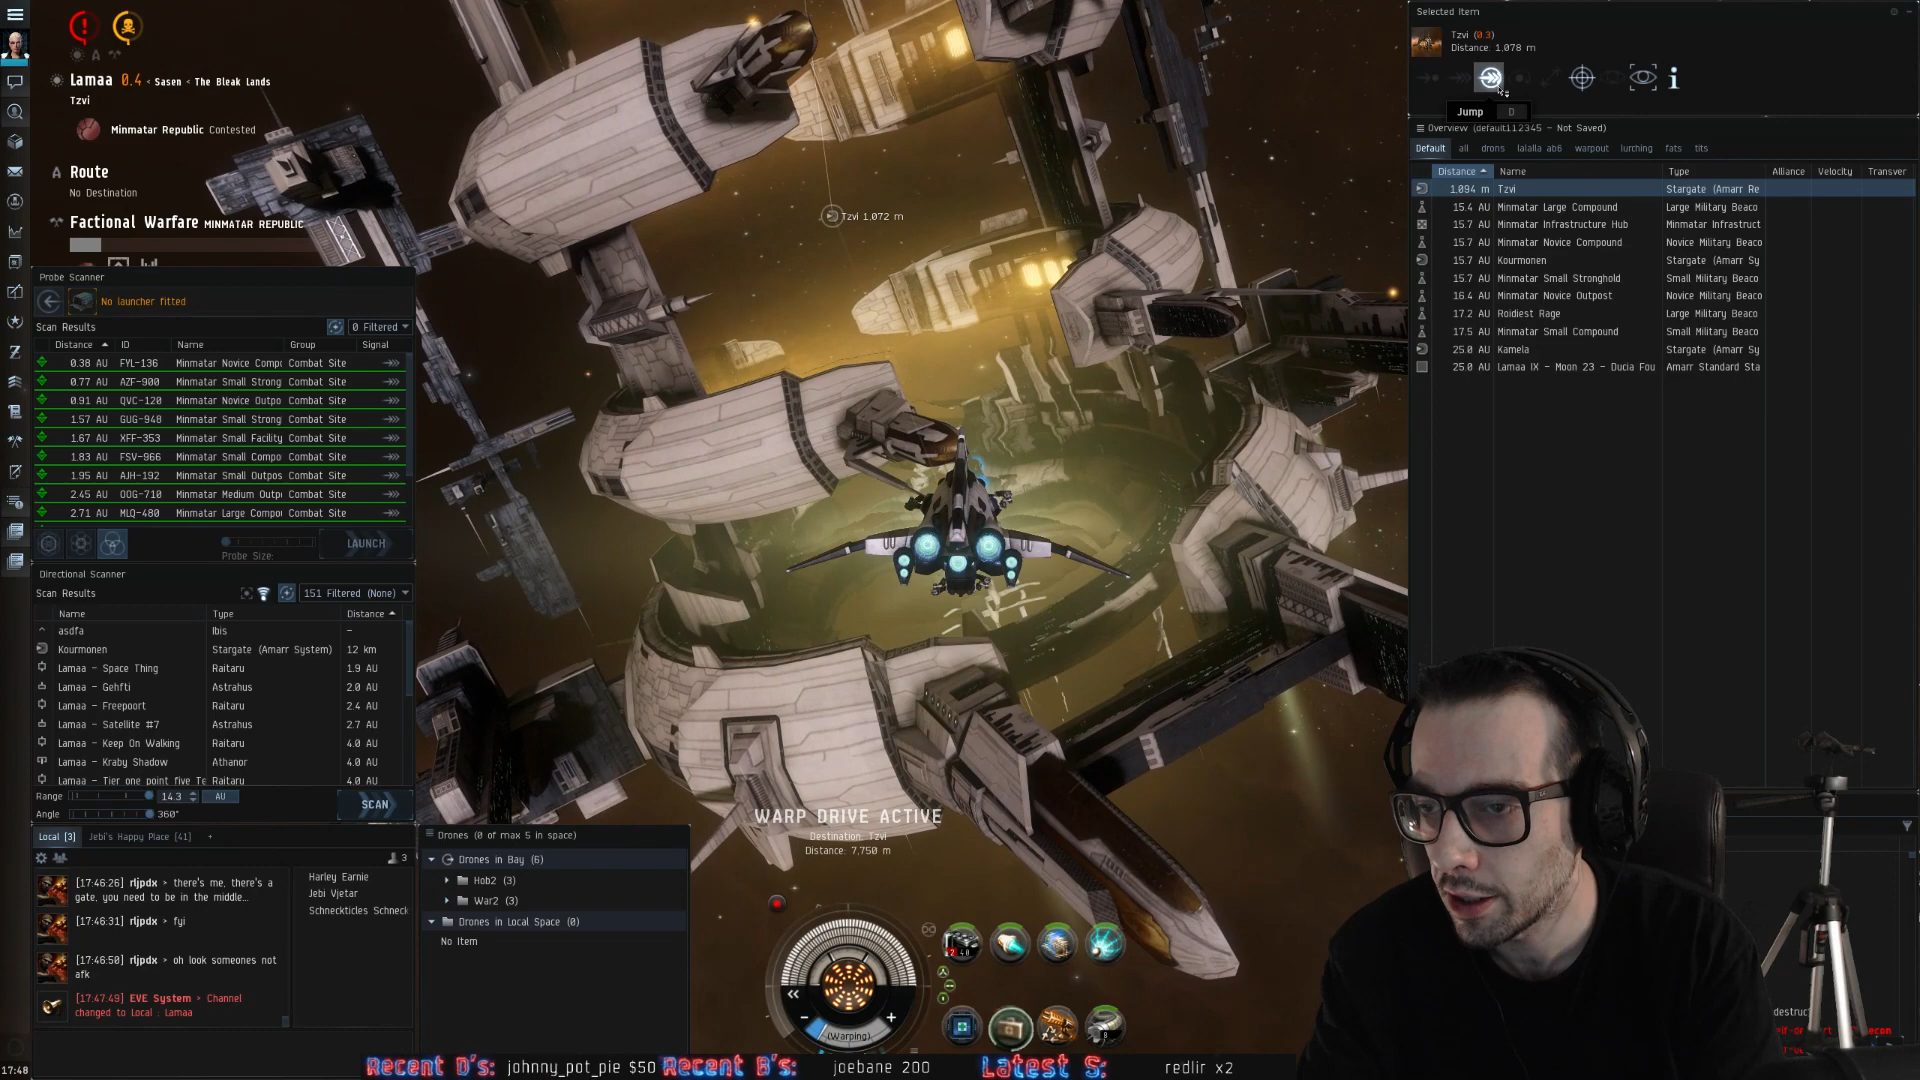 Lamaa 0.4 < Sasen < The Bleak Lands
Tzvi
Minmatar Republic Contested
Route
No Destination
Factional Warfare MINMATAR REPUBLIC
Probe Scanner
No launcher fitted
Scan Results
0 Filtered
Distance ID Name Group Signal
0.38 AU FYL-136 Minmatar Novice Comp Combat Site
0.77 AU AZF-900 Minmatar Small Strong Combat Site
0.91 AU QVC-120 Minmatar Novice Outpo Combat Site
1.57 AU GUG-948 Minmatar Small Strong Combat Site
1.67 AU XFF-353 Minmatar Small Facility Combat Site
1.83 AU FSV-966 Minmatar Small Compo Combat Site
1.95 AU AJH-192 Minmatar Small Outpos Combat Site
2.45 AU OOG-710 Minmatar Medium Outp Combat Site
2.71 AU MLQ-480 Minmatar Large Compo Combat Site
Probe Size:
LAUNCH
Directional Scanner
Scan Results
151 Filtered (None)
Name Type Distance
asdfa Ibis -
Kourmonen Stargate (Amarr System) 12 km
Lamaa - Space Thing Raitaru 1.9 AU
Lamaa - Gehfti Astrahus 2.0 AU
Lamaa - Freepoort Raitaru 2.4 AU
Lamaa - Satellite #7 Astrahus 2.7 AU
Lamaa - Keep On Walking Raitaru 4.0 AU
Lamaa - Kraby Shadow Athanor 4.0 AU
Lamaa - Tier one point five Te Raitaru 4.0 AU
Range 14.3 AU
Angle 360°
SCAN
Local [3] Jebi's Happy Place [41] +
3
[17:46:26] rljpdx > there's me, there's a
gate, you need to be in the middle...
[17:46:31] rljpdx > fyi
[17:46:50] rljpdx > oh look someones not
afk
[17:47:49] EVE System > Channel
changed to Local : Lamaa
Harley Earnie
Jebi Vjetar
Schneckticles Schneck
17:48
Drones (0 of max 5 in space)
Drones in Bay (6)
Hob2 (3)
War2 (3)
Drones in Local Space (0)
No Item
Tzvi 1,072 m
WARP DRIVE ACTIVE
Destination: Tzvi
Distance: 7,750 m
(Warping)
Selected Item
Tzvi (0.3)
Distance: 1,078 m
Jump D
Overview (default112345 - Not Saved)
Default all drons lalalla ab6 warpout lurching fats tits
Distance Name Type Alliance Velocity Transver
1,094 m Tzvi Stargate (Amarr Re
15.4 AU Minmatar Large Compound Large Military Beaco
15.7 AU Minmatar Infrastructure Hub Minmatar Infrastruct
15.7 AU Minmatar Novice Compound Novice Military Beaco
15.7 AU Kourmonen Stargate (Amarr Sy
15.7 AU Minmatar Small Stronghold Small Military Beaco
16.4 AU Minmatar Novice Outpost Novice Military Beaco
17.2 AU Roidiest Rage Large Military Beaco
17.5 AU Minmatar Small Compound Small Military Beaco
25.0 AU Kamela Stargate (Amarr Sy
25.0 AU Lamaa IX - Moon 23 - Ducia Fou Amarr Standard Sta
destruc
Recent D's: johnny_pot_pie $50 Recent B's: joebane 200 Latest S: redlir x2